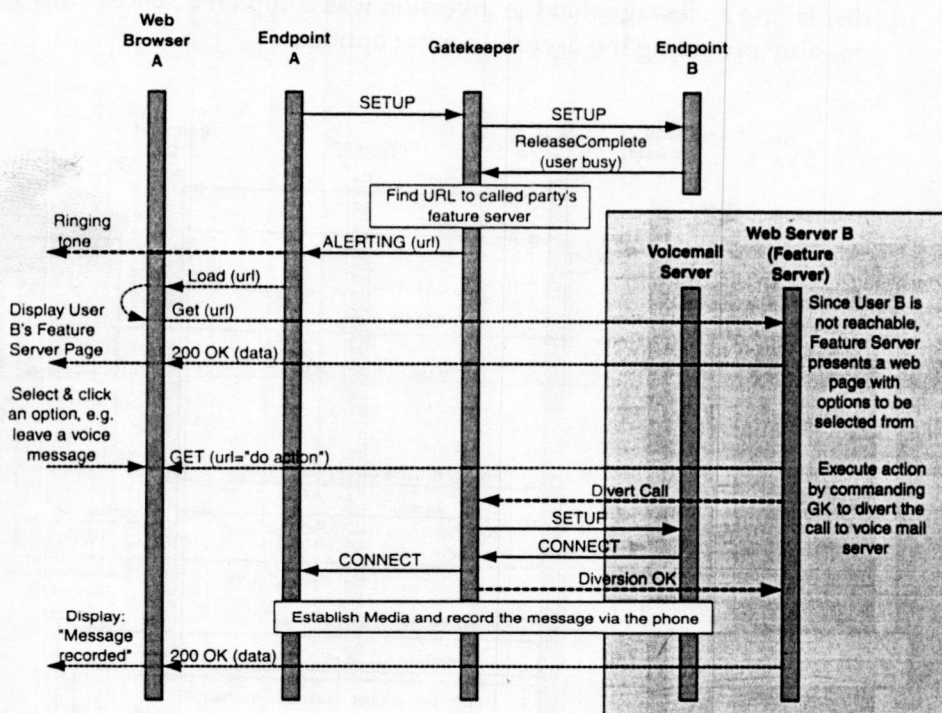 Web
Browser
A
Endpoint
A
Gatekeeper
Endpoint
B
SETUP
SETUP
ReleaseComplete
(user busy)
Find URL to called party's
feature server
Ringing
tone
ALERTING (url)
Voicemail
Server
Web Server B
(Feature
Server)
Load (url)
Get (url)
Display User
B's Feature
Server Page
200 OK (data)
Since User B is
not reachable,
Feature Server
presents a web
page with
options to be
selected from
Select & click
an option, e.g.
leave a voice
message
GET (url="do action")
Execute action
by commanding
GK to divert the
call to voice mail
server
Divert Call
SETUP
CONNECT
CONNECT
Diversion OK
Establish Media and record the message via the phone
Display:
"Message
recorded"
200 OK (data)